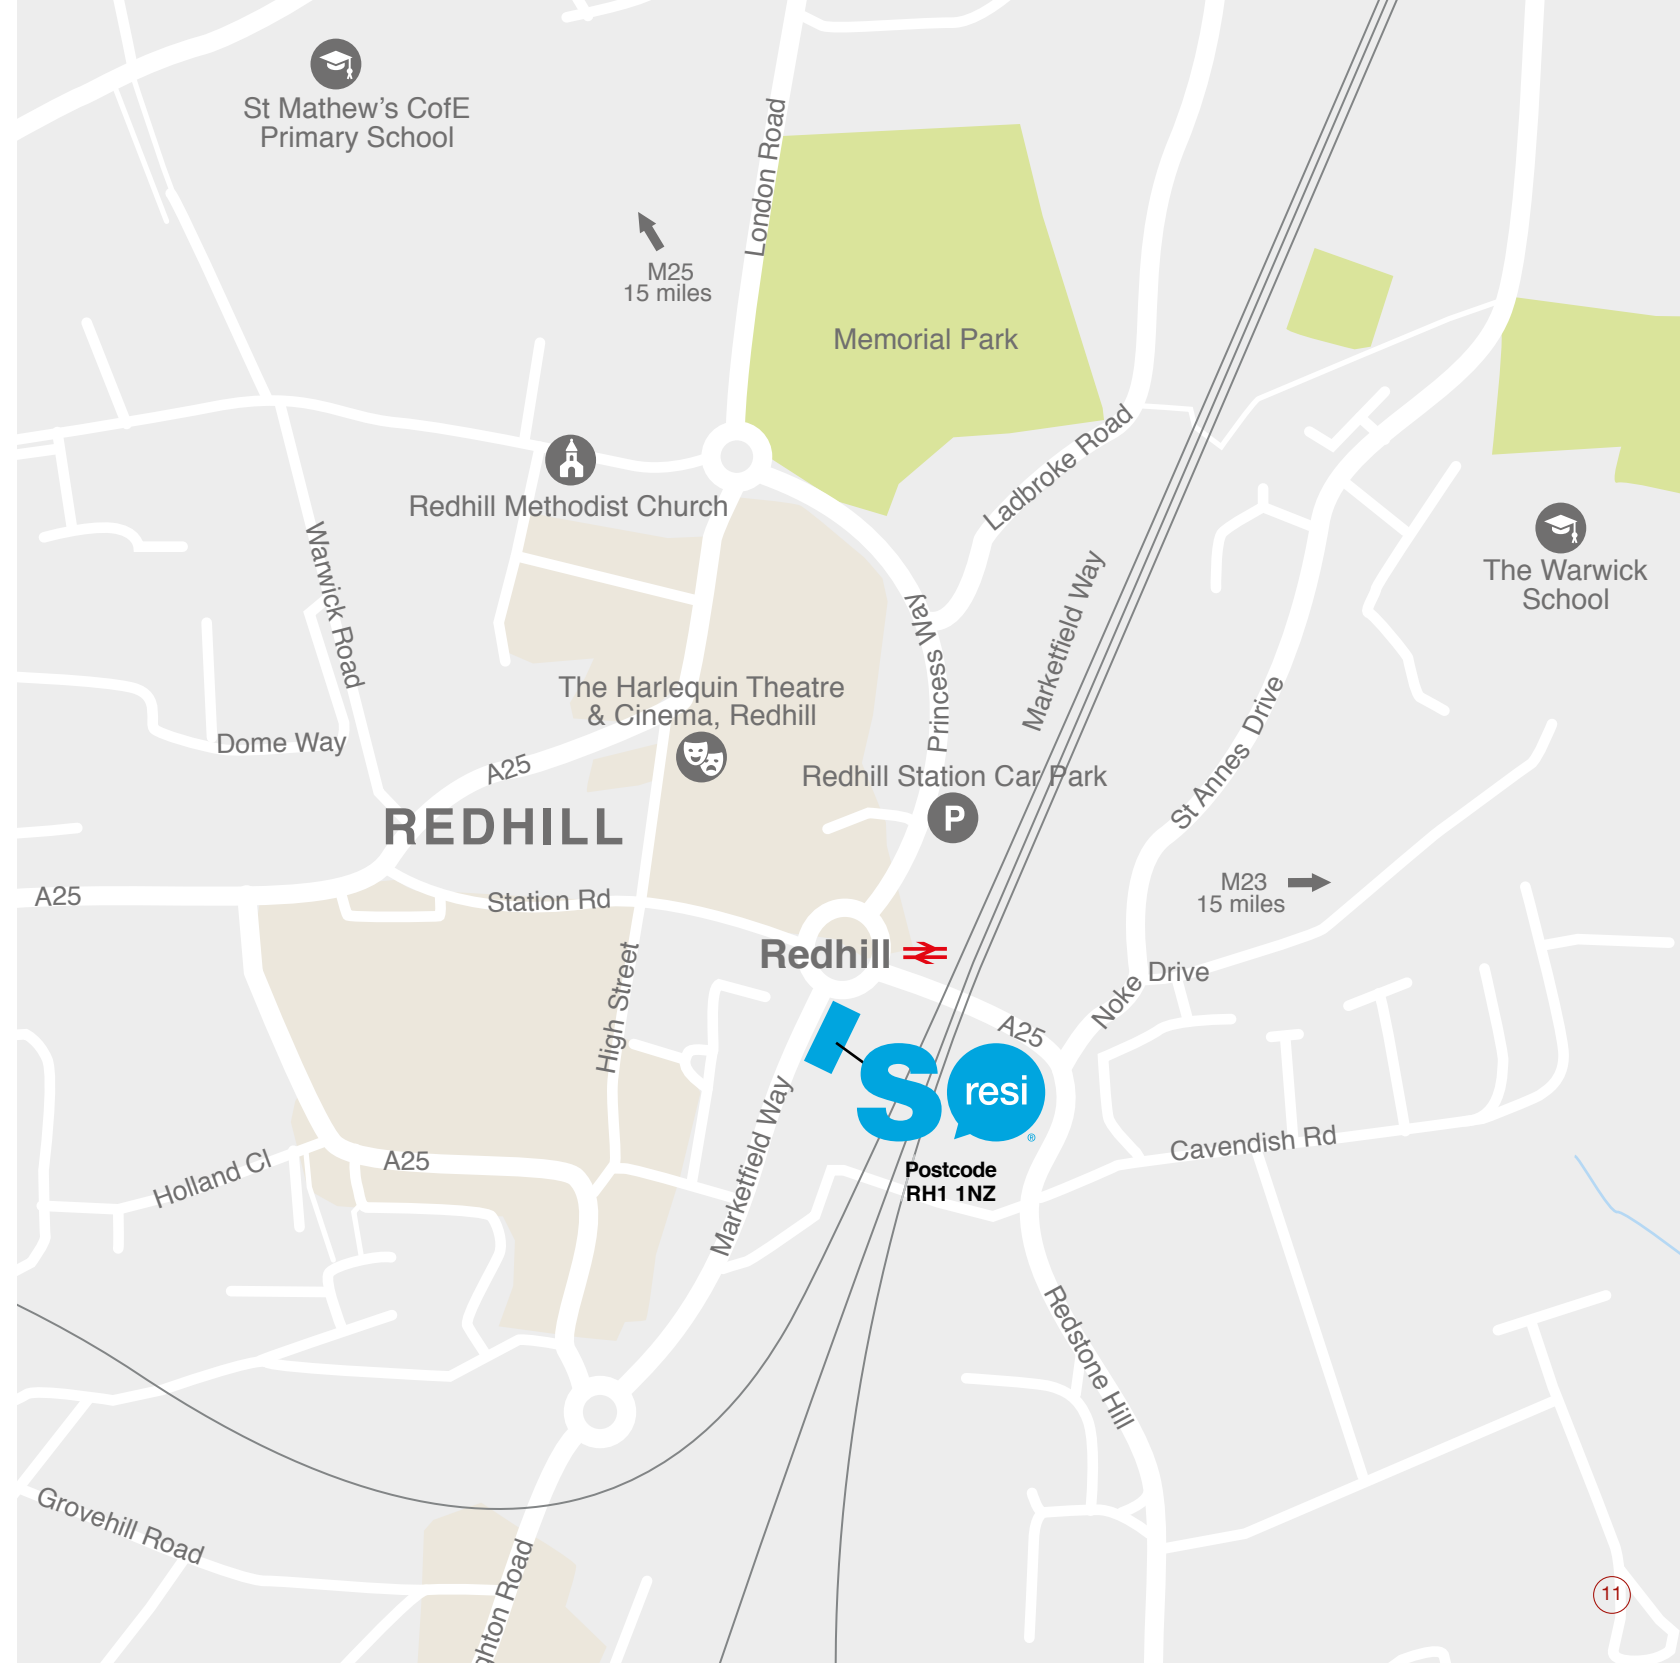 St Mathew's CofE
Primary School
London Road
M25
15 miles
Memorial Park
Ladbroke Road
Redhill Methodist Church
Warwick Road
Marketfield Way
The Warwick
School
Princess Way
The Harlequin Theatre
& Cinema, Redhill
St Annes Drive
Dome Way
A25
Redhill Station Car Park
P
REDHILL
A25
Station Rd
M23
15 miles
High Street
Redhill
Noke Drive
A25
S
resi
®
Marketfield Way
Holland Cl
A25
Cavendish Rd
Postcode
RH1 1NZ
Redstone Hill
Grovehill Road
ghton Road
11